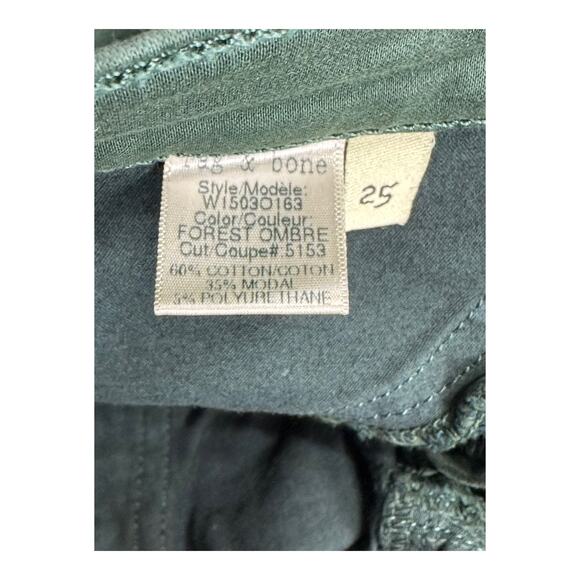 rag & bone
Style/Modèle:
W1503O163
Color/Couleur:
FOREST OMBRE
Cut/Coupe# 5153
60% COTTON/COTON
35% MODAL
5% POLYURETHANE
25